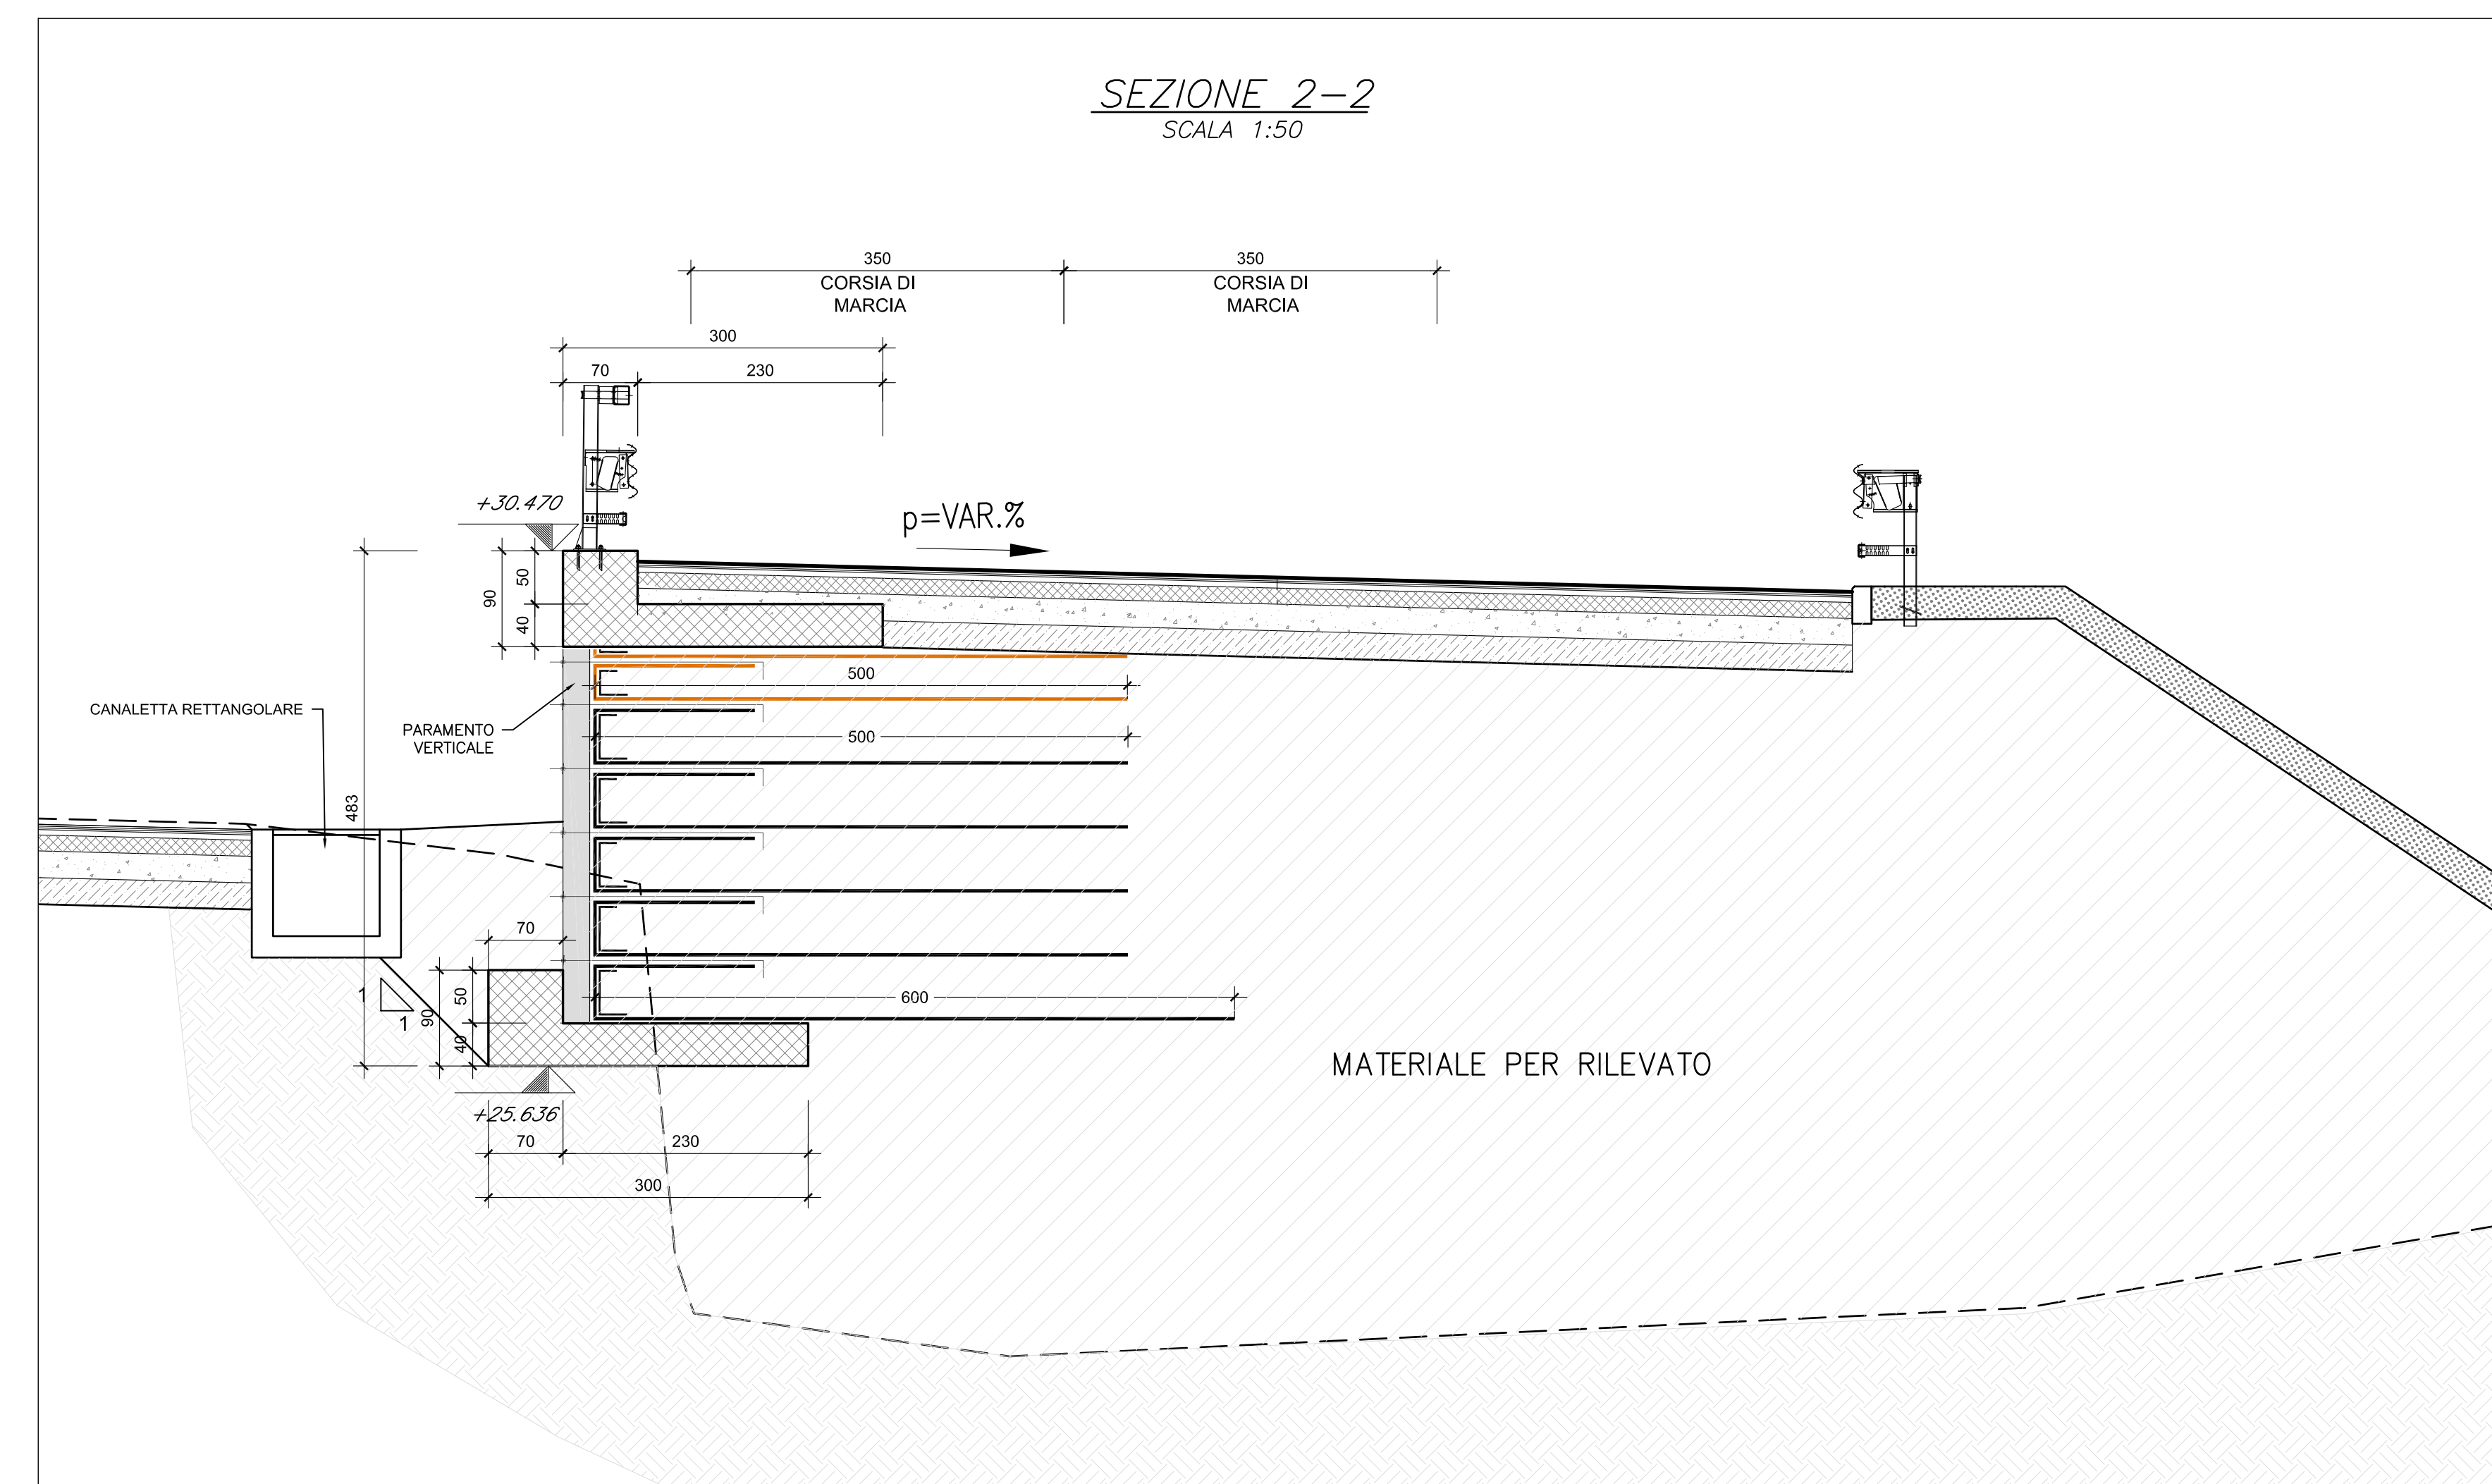 SEZIONE 2-2
SCALA 1:50
350
350
CORSIA DI
MARCIA
CORSIA DI
MARCIA
300
70
230
+30.470
p=VAR.%
90
50
40
500
CANALETTA RETTANGOLARE
PARAMENTO
VERTICALE
500
483
70
1
1
90
50
40
600
MATERIALE PER RILEVATO
+25.636
70
230
300